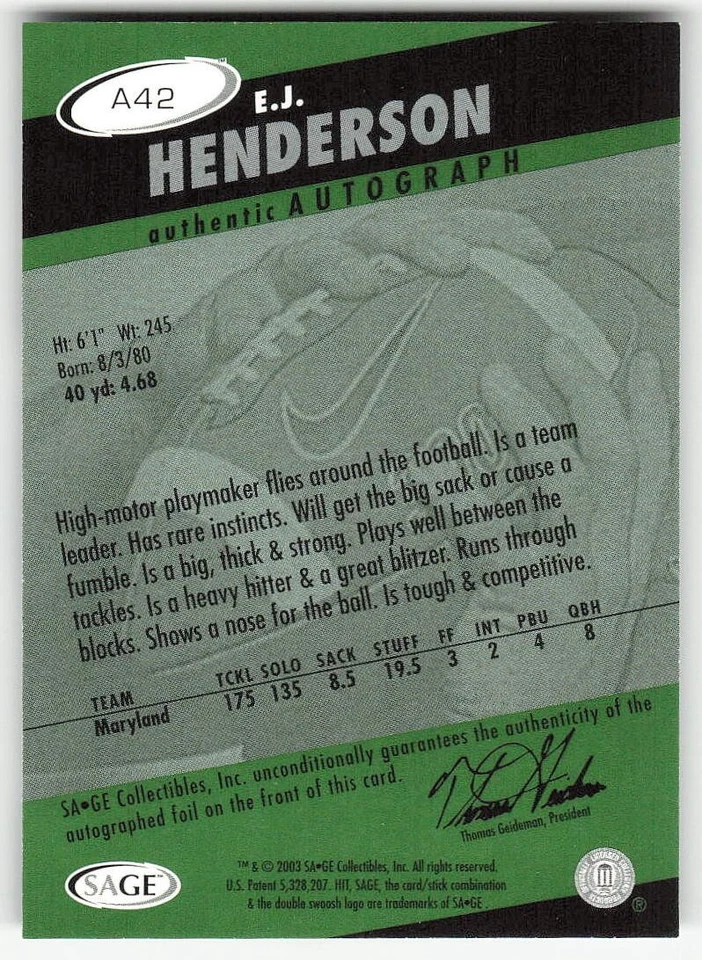 A42
E.J.
HENDERSON
authentic AUTOGRAPH
Ht: 6'1" Wt: 245
Born: 8/3/80
40 yd: 4.68
High-motor playmaker flies around the football. Is a team
leader. Has rare instincts. Will get the big sack or cause a
fumble. Is a big, thick & strong. Plays well between the
tackles. Is a heavy hitter & a great blitzer. Runs through
blocks. Shows a nose for the ball. Is tough & competitive.
TEAM TCKL SOLO SACK STUFF FF INT PBU QBH
Maryland 175 135 8.5 19.5 3 2 4 8
SA•GE Collectibles, Inc. unconditionally guarantees the authenticity of the
autographed foil on the front of this card.
Thomas Geideman, President
SAGE™
™ & © 2003 SA•GE Collectibles, Inc. All rights reserved.
U.S. Patent 5,328,207. HIT, SAGE, the card/stick combination
& the double swoosh logo are trademarks of SA•GE .
®